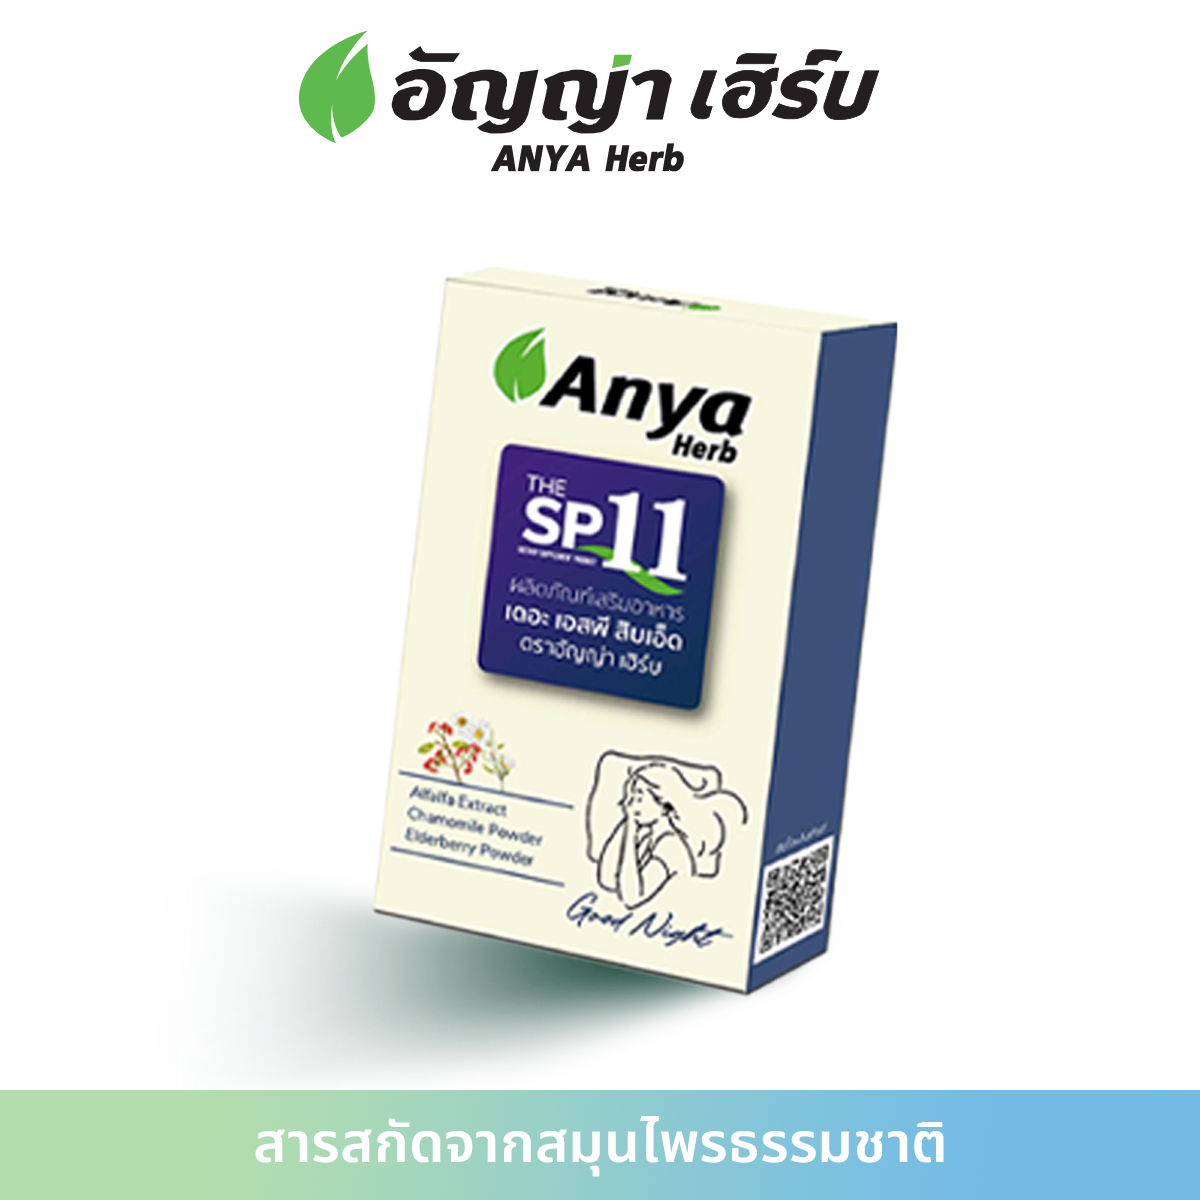 อัญญ่า เฮิร์บ
ANYA Herb
Anya
Herb
THE
SP11
ผลิตภัณฑ์เสริมอาหาร
เดอะ เอสพี สิบเอ็ด
ตราอัญญ่า เฮิร์บ
Alfalfa Extract
Chamomile Powder
Elderberry Powder
Good Night
สารสกัดจากสมุนไพรธรรมชาติ